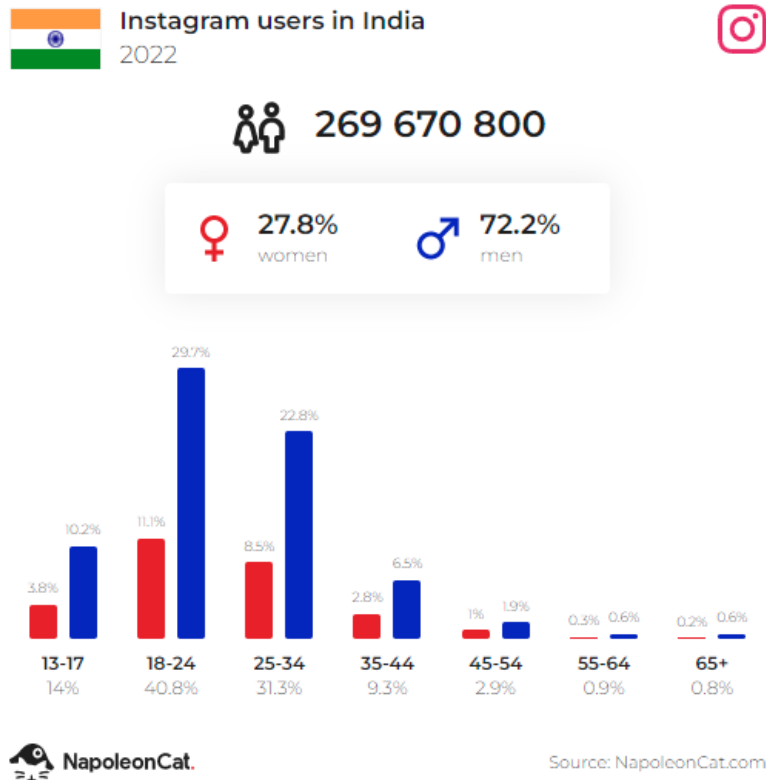 Instagram users in India
2022
269 670 800
27.8% 72.2%
women men
29.7%
22.8%
11.1%
10.2%
8.5%
6.5%
3.8%
2.8%
1% 1.9%
0.3% 0.6% 0.2% 0.6%
13-17 18-24 25-34 35-44 45-54 55-64 65+
14% 40.8% 31.3% 9.3% 2.9% 0.9% 0.8%
NapoleonCat. Source: NapoleonCat.com